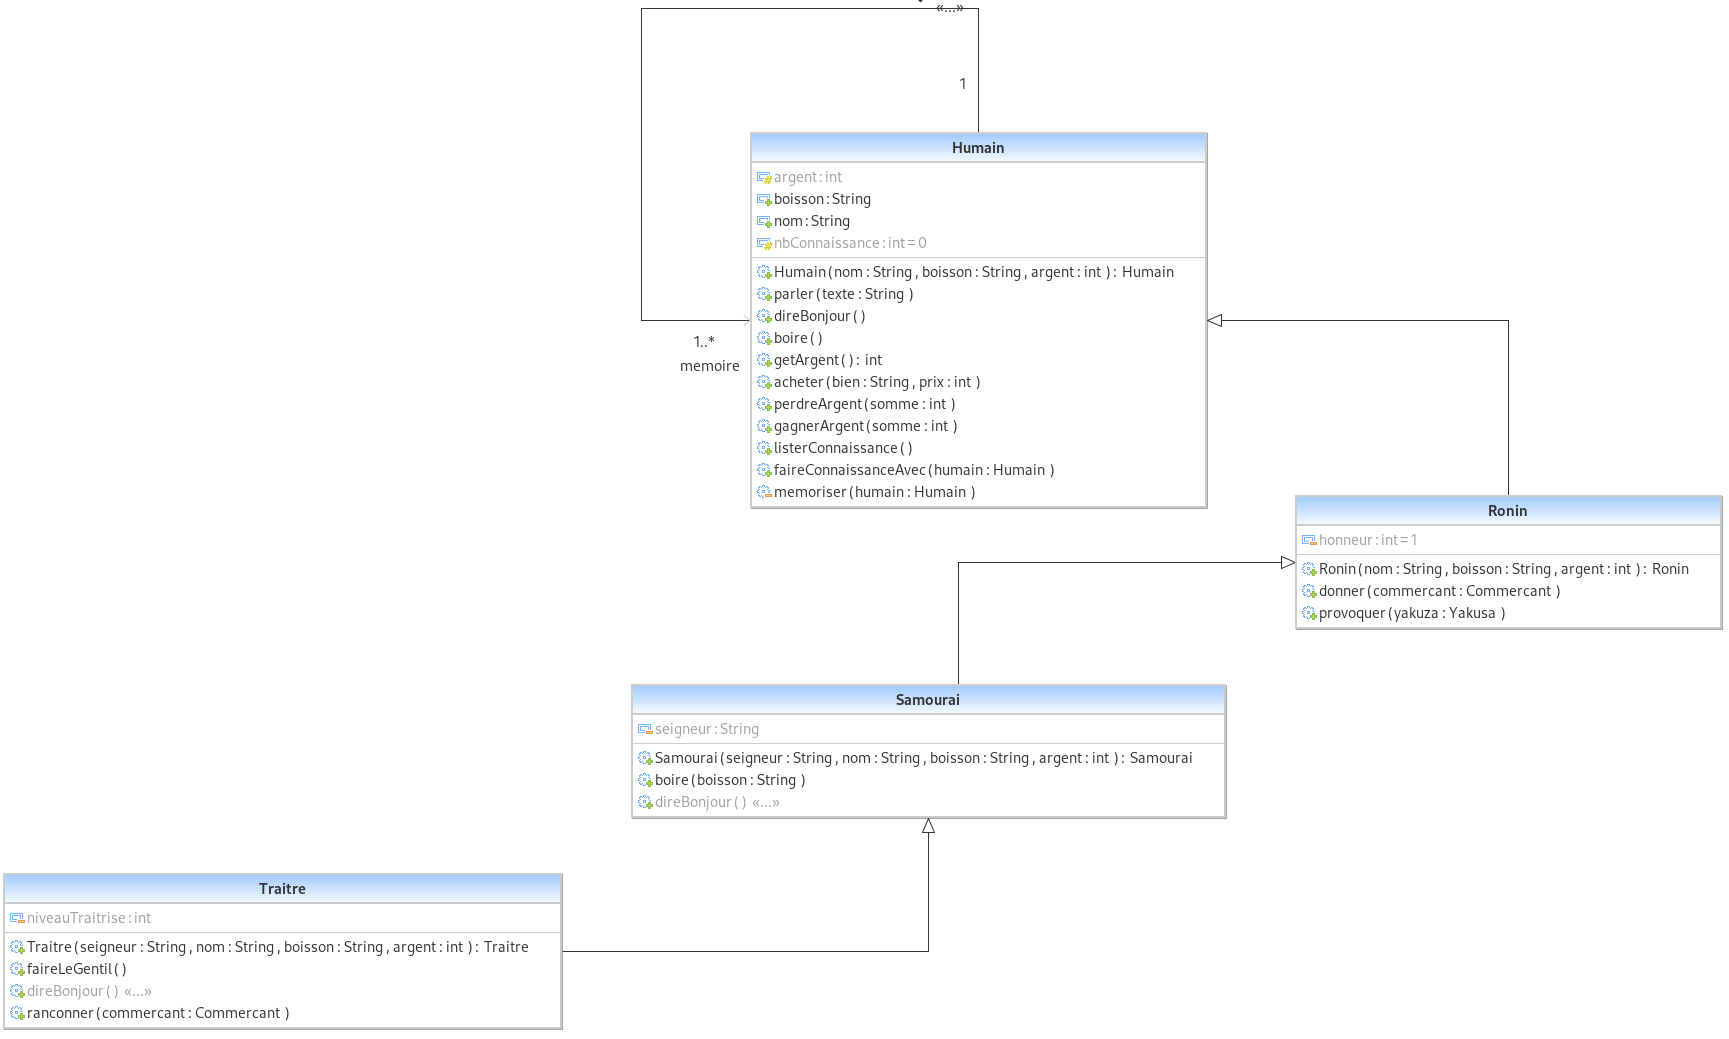 «...»
1
Humain
argent : int
boisson : String
nom : String
nbConnaissance : int = 0
Humain ( nom : String , boisson : String , argent : int ) : Humain
parler ( texte : String )
direBonjour ( )
boire ( )
getArgent ( ) : int
acheter ( bien : String , prix : int )
perdreArgent ( somme : int )
gagnerArgent ( somme : int )
listerConnaissance ( )
faireConnaissanceAvec ( humain : Humain )
memoriser ( humain : Humain )
1..*
memoire
Ronin
honneur : int = 1
Ronin ( nom : String , boisson : String , argent : int ) : Ronin
donner ( commercant : Commercant )
provoquer ( yakuza : Yakusa )
Samourai
seigneur : String
Samourai ( seigneur : String , nom : String , boisson : String , argent : int ) : Samourai
boire ( boisson : String )
direBonjour ( ) «...»
Traitre
niveauTraitrise : int
Traitre ( seigneur : String , nom : String , boisson : String , argent : int ) : Traitre
faireLeGentil ( )
direBonjour ( ) «...»
ranconner ( commercant : Commercant )